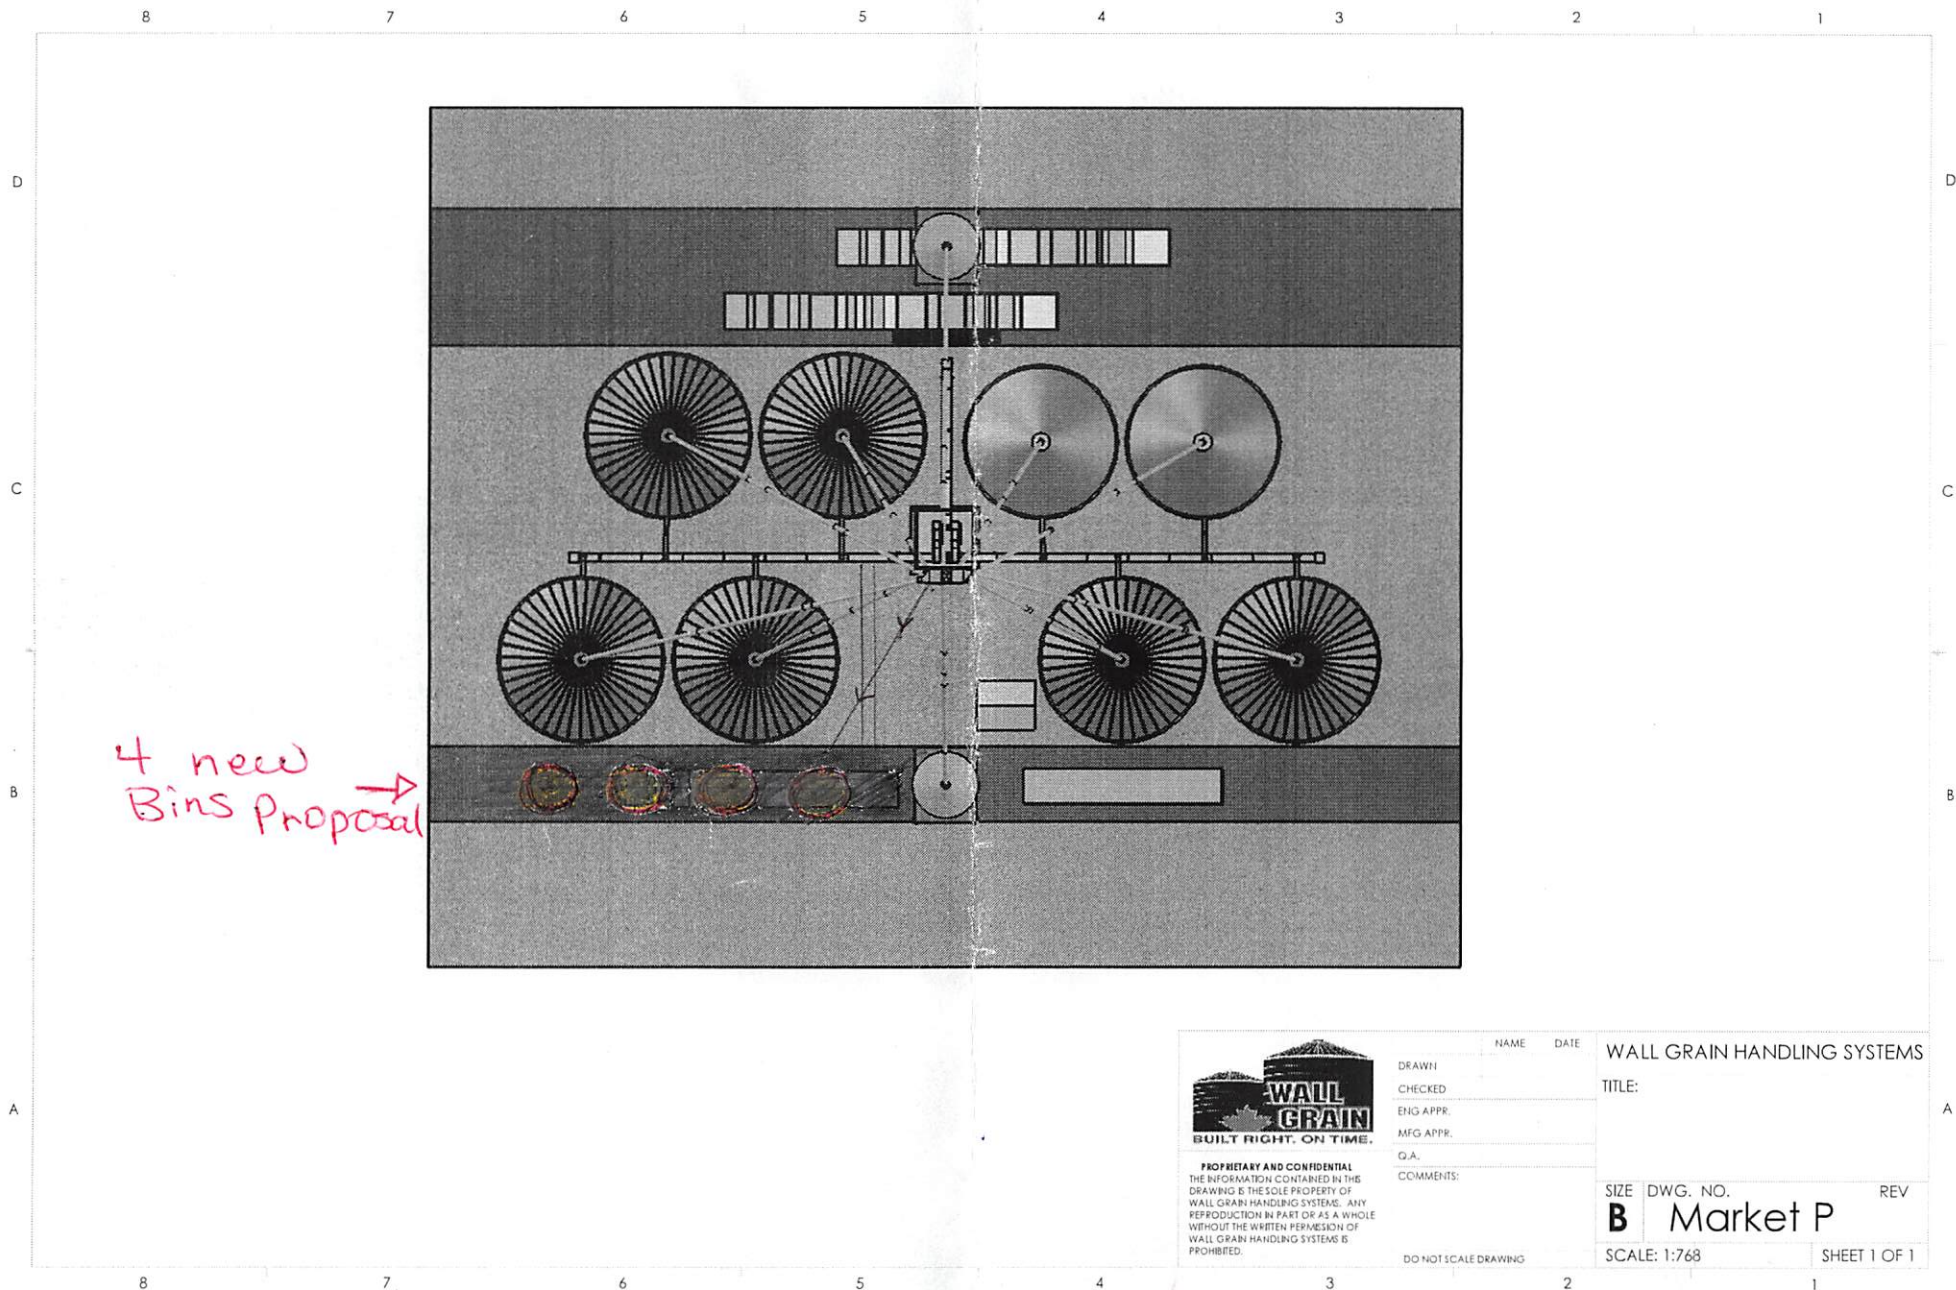 8 7 6 5 4 3 2 1
D D
C C
4 new
Bins Proposal
B B
A A
WALL
GRAIN
BUILT RIGHT. ON TIME.
PROPRIETARY AND CONFIDENTIAL
THE INFORMATION CONTAINED IN THIS
DRAWING IS THE SOLE PROPERTY OF
WALL GRAIN HANDLING SYSTEMS. ANY
REPRODUCTION IN PART OR AS A WHOLE
WITHOUT THE WRITTEN PERMISSION OF
WALL GRAIN HANDLING SYSTEMS IS
PROHIBITED.
NAME DATE
DRAWN
CHECKED
ENG APPR.
MFG APPR.
Q.A.
COMMENTS:
DO NOT SCALE DRAWING
WALL GRAIN HANDLING SYSTEMS
TITLE:
SIZE DWG. NO. REV
B Market P
SCALE: 1:768 SHEET 1 OF 1
8 7 6 5 4 3 2 1